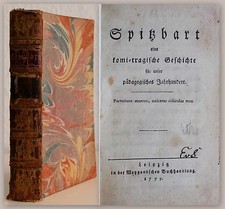 Spitzbart
eine
komi-tragische Geschichte
für unser
pädagogisches Jahrhundert.
Parturiunt montes, nascetur ridiculus mus.
Leipzig
in der Weygandschen Buchhandlung.
1779.